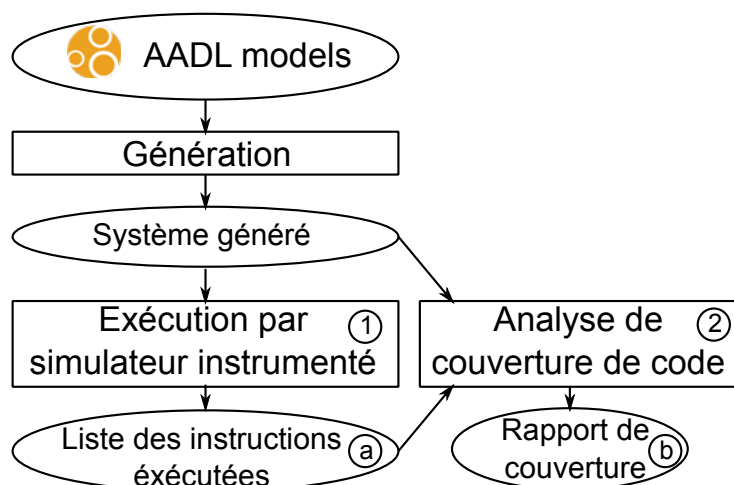 AADL models
Génération
Système généré
Exécution par
simulateur instrumenté
1
Analyse de
couverture de code
2
Liste des instructions
éxécutées
a
Rapport de
couverture
b